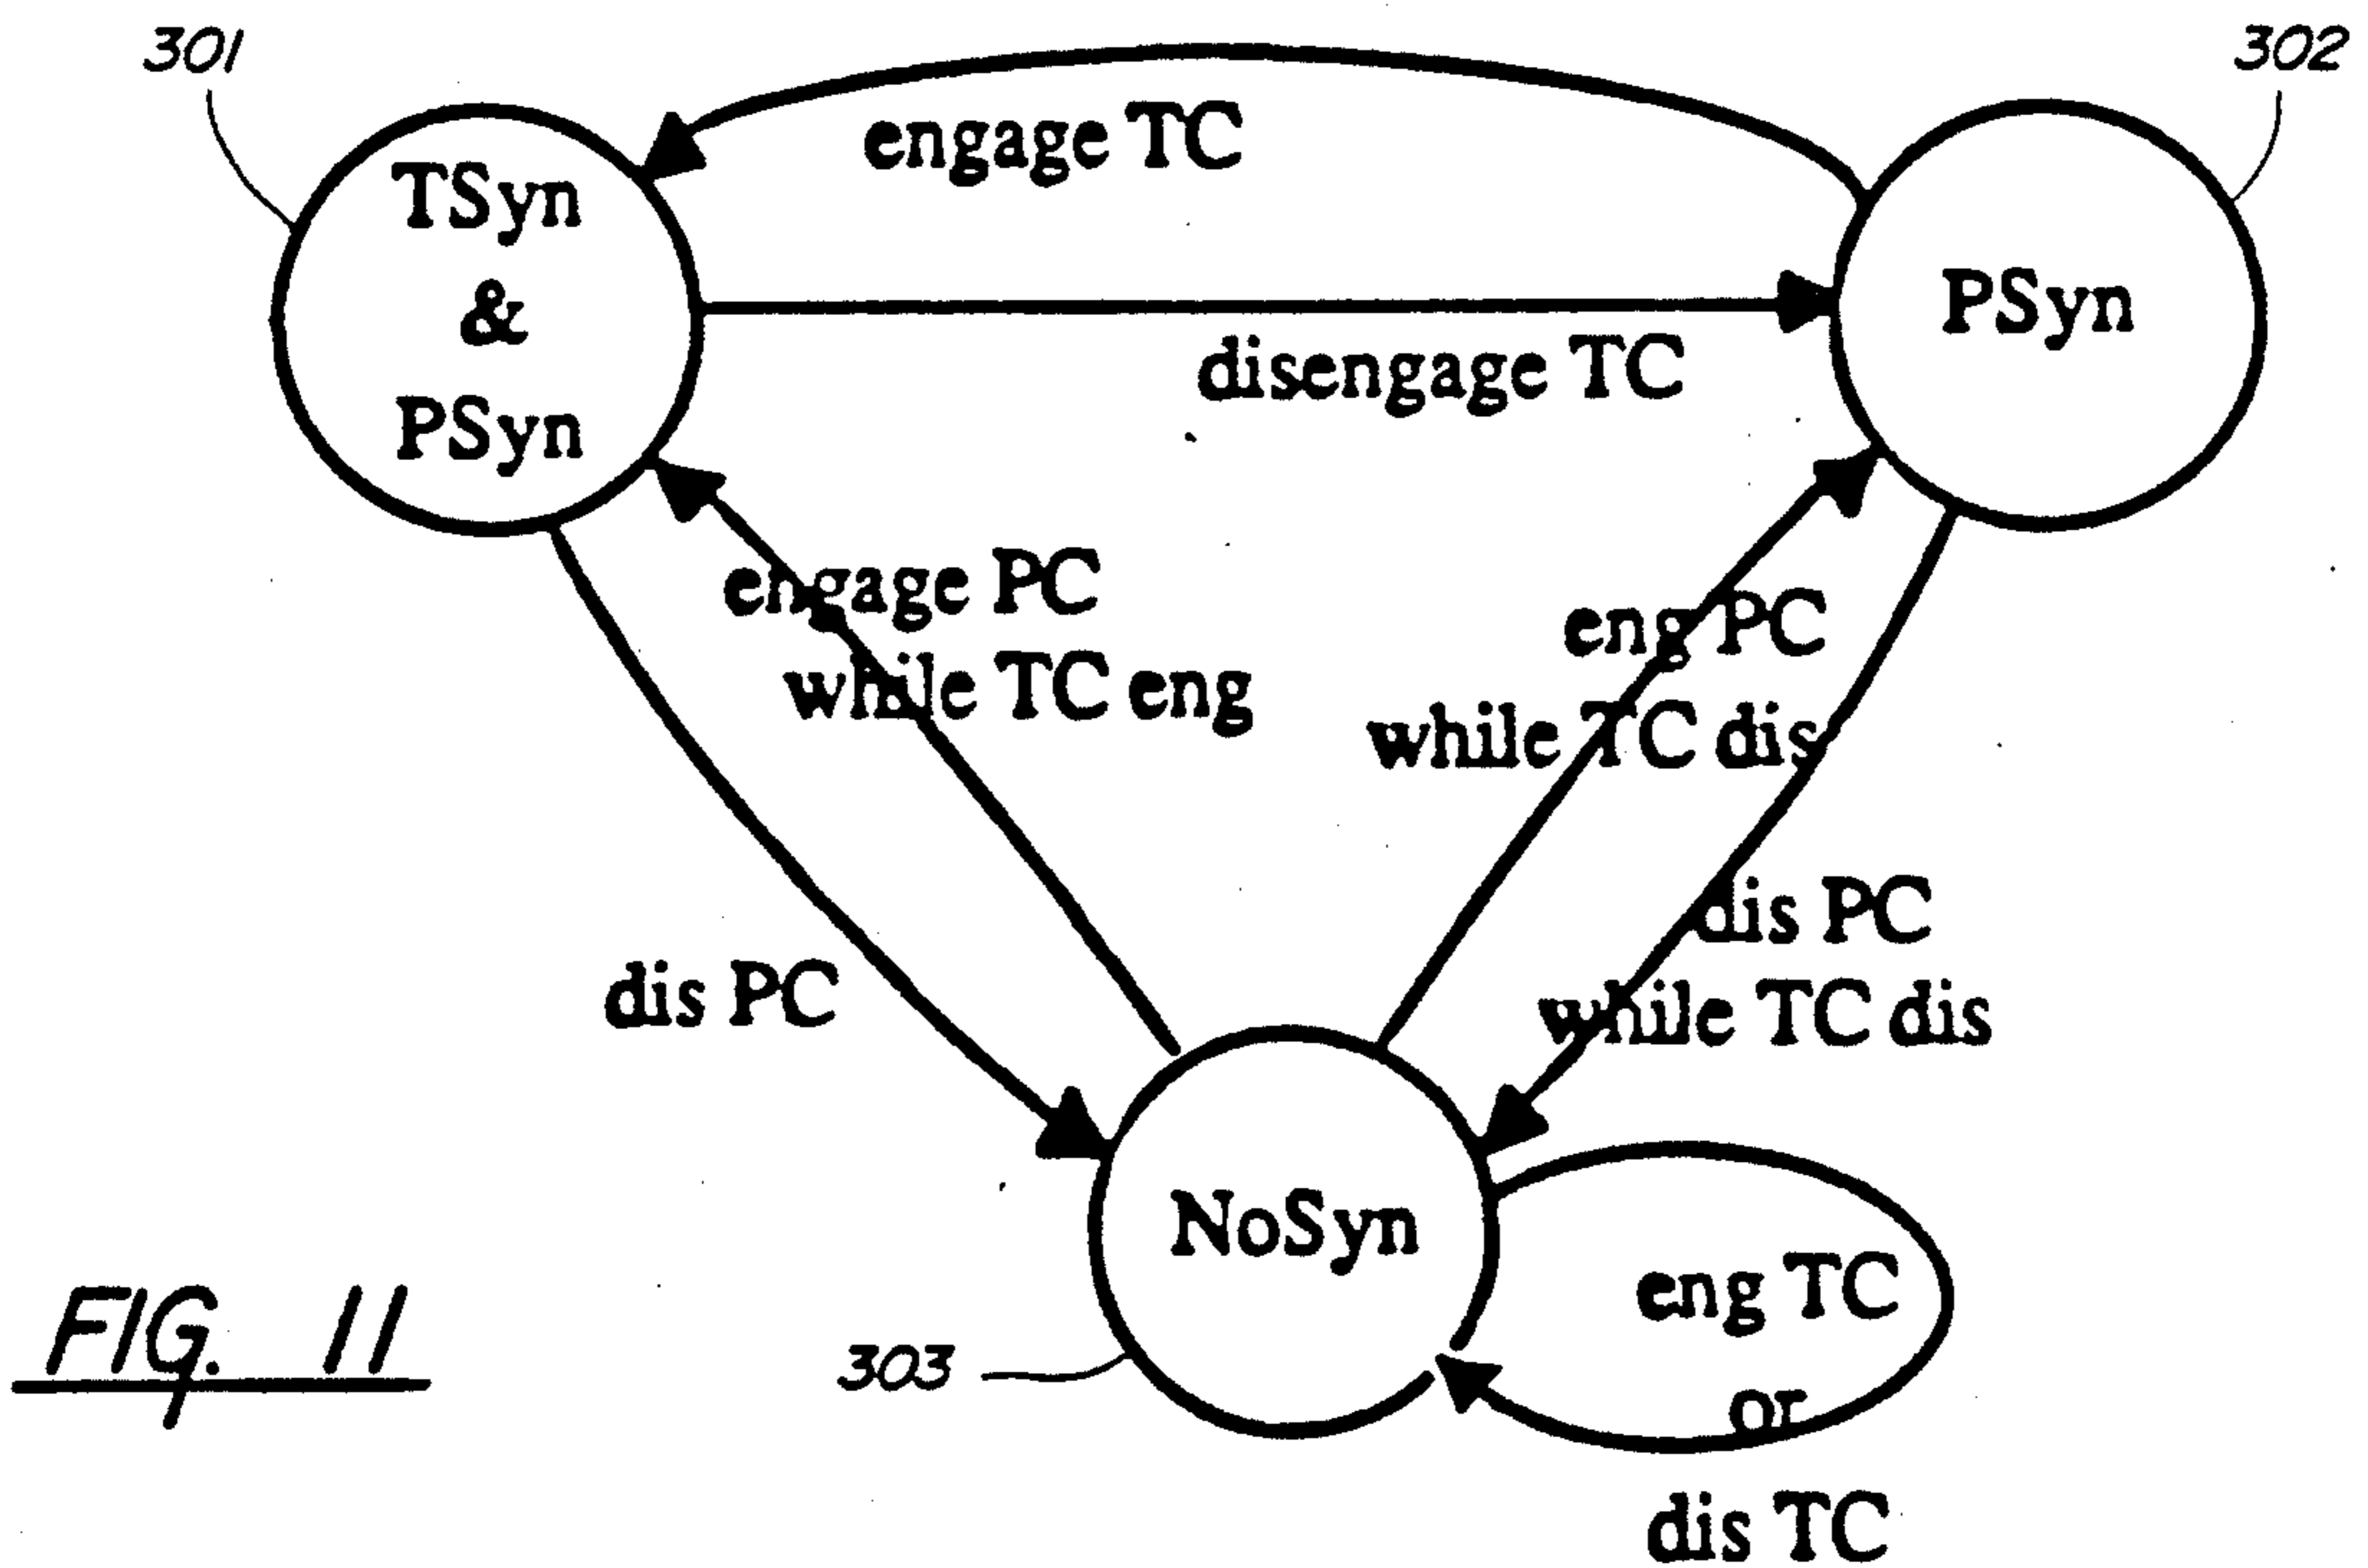 301
302
engage TC
TSyn
&
PSyn
PSyn
disengage TC
engage PC
while TC eng
eng PC
while TC dis
dis PC
while TC dis
dis PC
NoSyn
eng TC
or
dis TC
303
FIG. 11